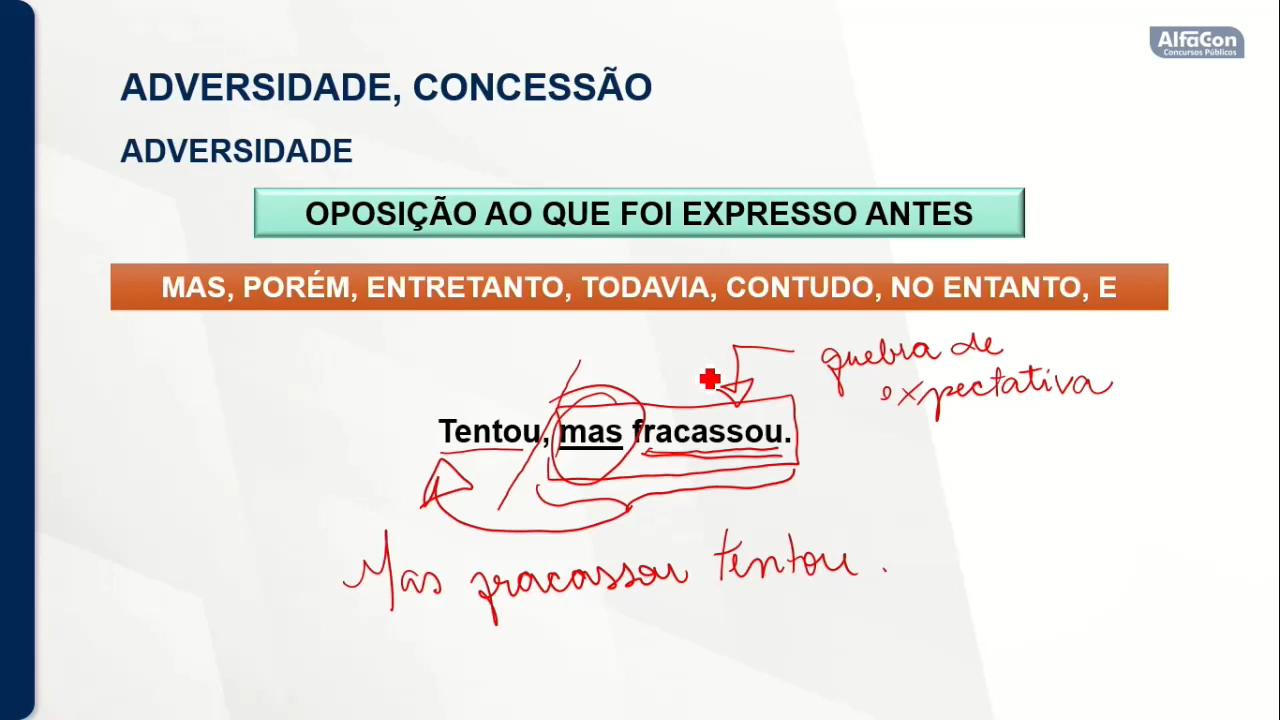 AlfaCon
Concursos Públicos
ADVERSIDADE, CONCESSÃO
ADVERSIDADE
OPOSIÇÃO AO QUE FOI EXPRESSO ANTES
MAS, PORÉM, ENTRETANTO, TODAVIA, CONTUDO, NO ENTANTO, E
quebra de
expectativa
Tentou, mas fracassou.
Mas fracassou tentou.